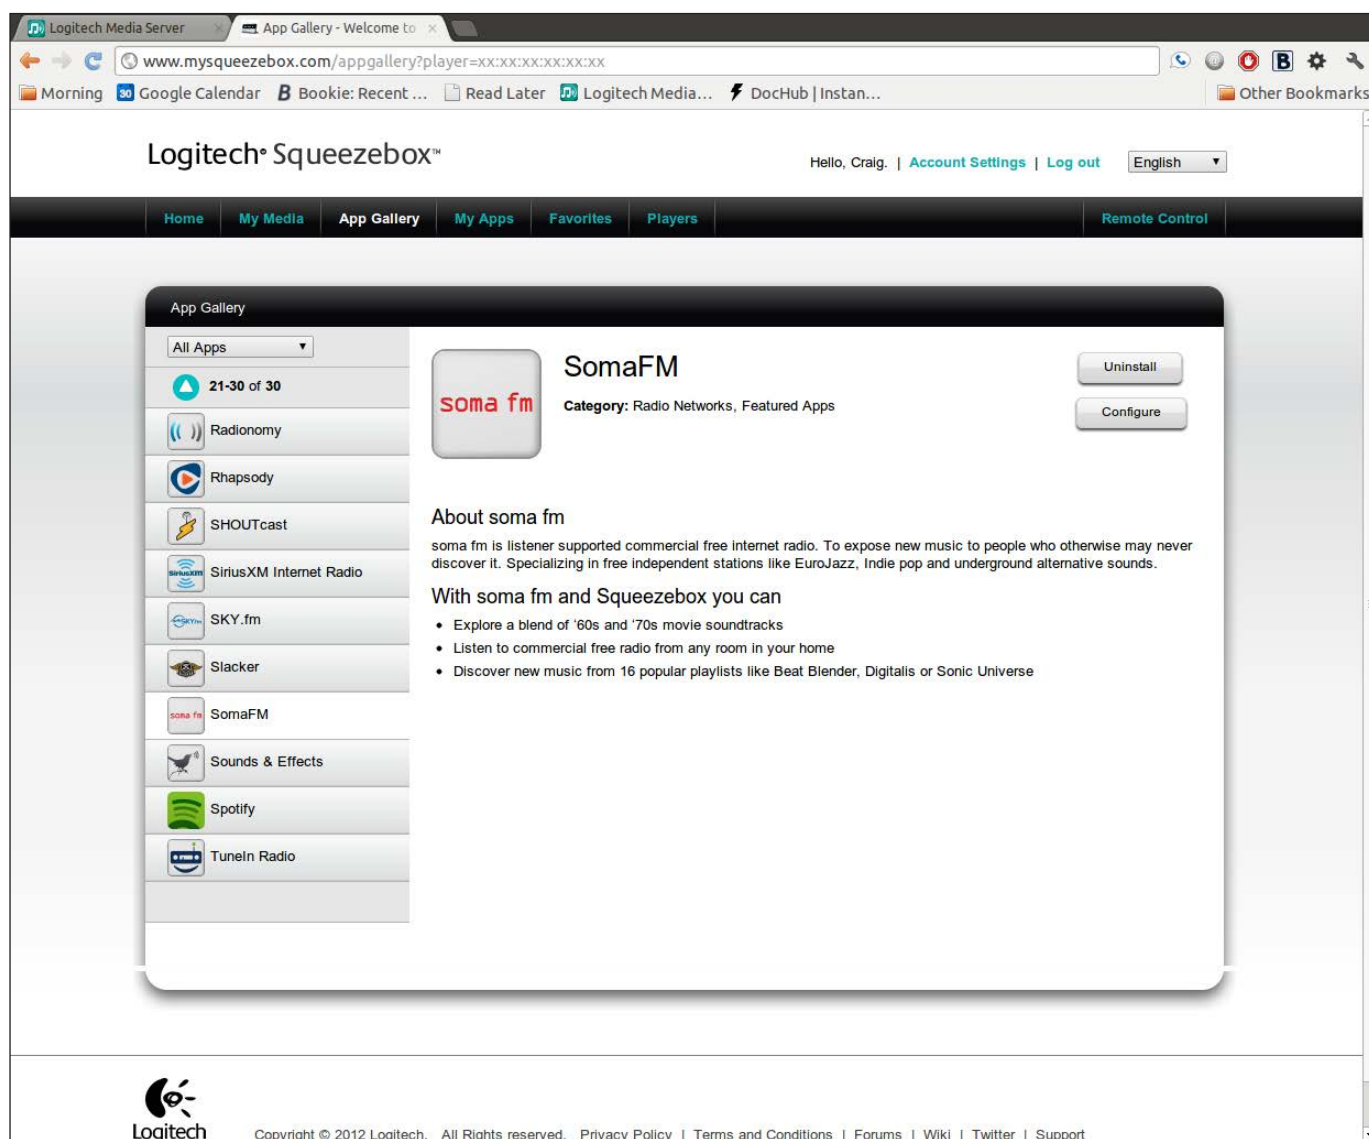 Logitech Media Server
App Gallery - Welcome to
www.mysqueezebox.com/appgallery?player=xx:xx:xx:xx:xx:xx
Morning
30 Google Calendar
B Bookie: Recent ...
Read Later
Logitech Media...
DocHub | Instan...
Other Bookmarks
Logitech® Squeezebox™
Hello, Craig. | Account Settings | Log out
English
Home
My Media
App Gallery
My Apps
Favorites
Players
Remote Control
App Gallery
All Apps
21-30 of 30
Radionomy
Rhapsody
SHOUTcast
SiriusXM Internet Radio
SKY.fm
Slacker
soma fm SomaFM
Sounds & Effects
Spotify
TuneIn Radio
soma fm
SomaFM
Category: Radio Networks, Featured Apps
Uninstall
Configure
About soma fm
soma fm is listener supported commercial free internet radio. To expose new music to people who otherwise may never
discover it. Specializing in free independent stations like EuroJazz, Indie pop and underground alternative sounds.
With soma fm and Squeezebox you can
• Explore a blend of '60s and '70s movie soundtracks
• Listen to commercial free radio from any room in your home
• Discover new music from 16 popular playlists like Beat Blender, Digitalis or Sonic Universe
Logitech
Copyright © 2012 Logitech. All Rights reserved. Privacy Policy | Terms and Conditions | Forums | Wiki | Twitter | Support